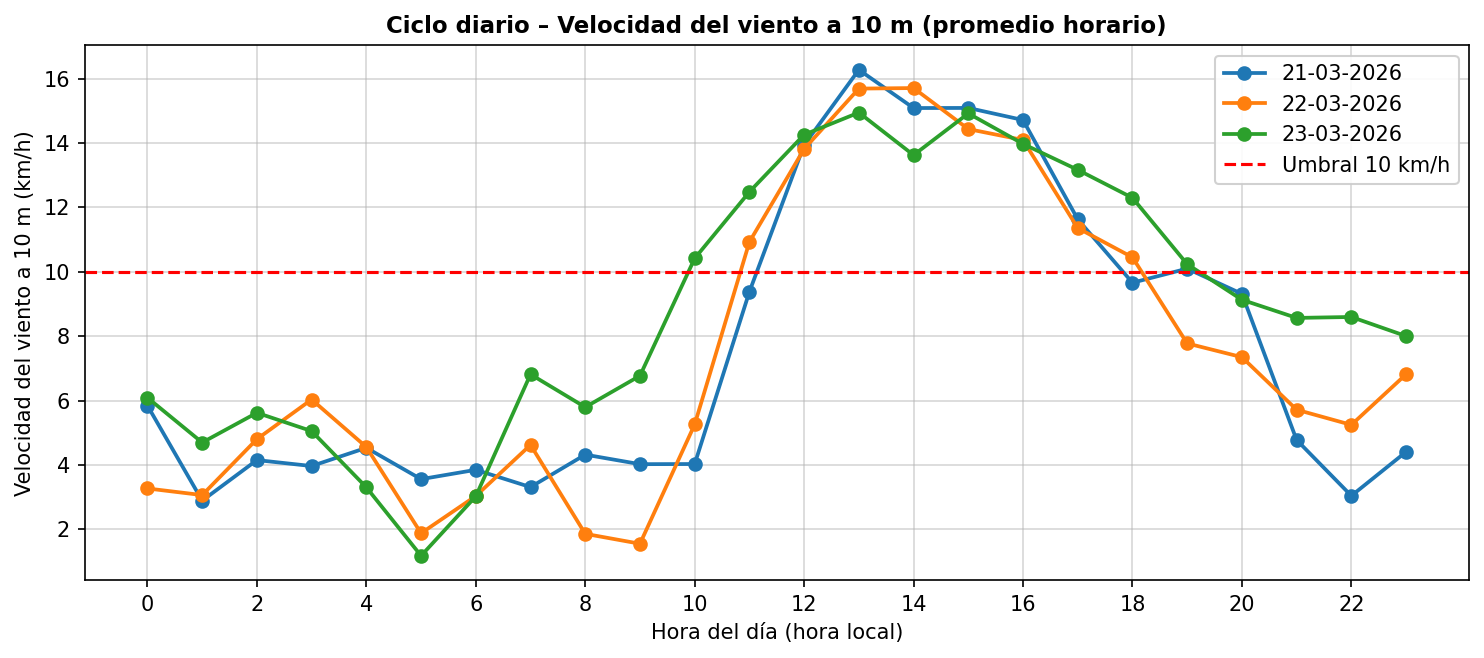 Ciclo diario – Velocidad del viento a 10 m (promedio horario)
21-03-2026
22-03-2026
23-03-2026
Umbral 10 km/h
Velocidad del viento a 10 m (km/h)
16
14
12
10
8
6
4
2
0 2 4 6 8 10 12 14 16 18 20 22
Hora del día (hora local)